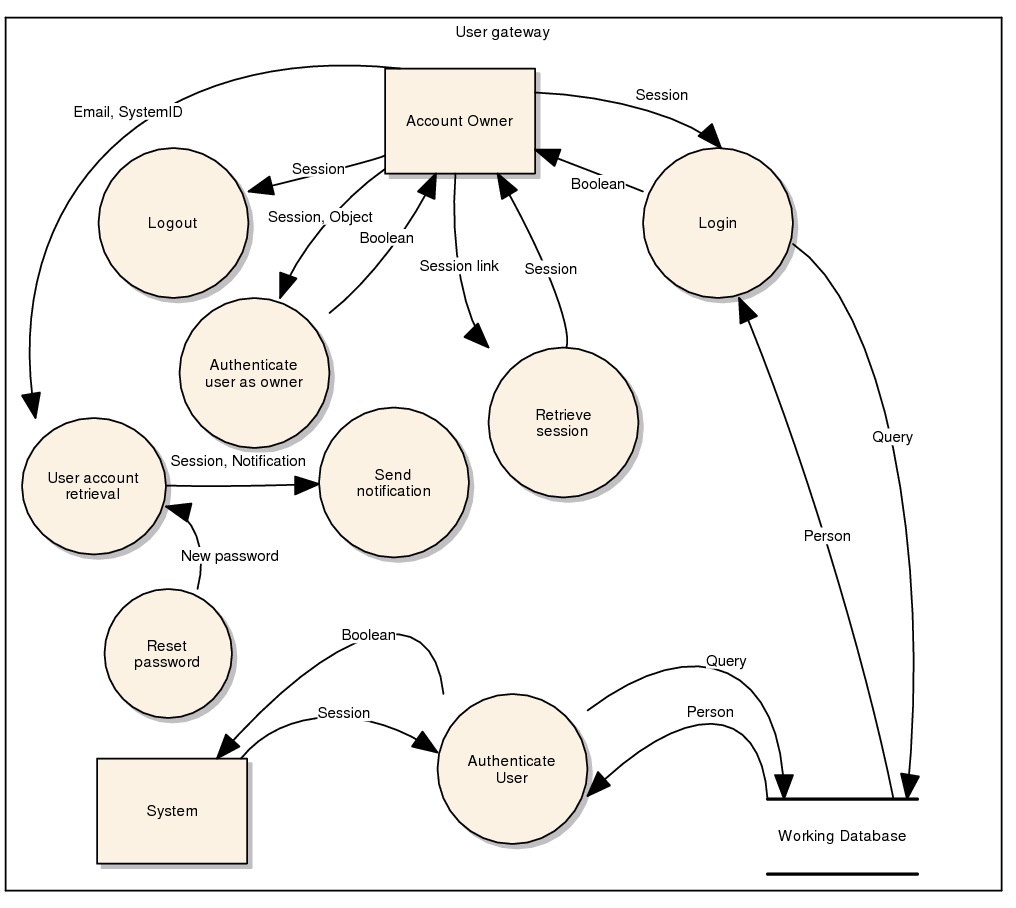 User gateway
Account Owner
Session
Email, SystemID
Session
Boolean
Logout
Session, Object
Login
Boolean
Session link
Session
Authenticate
user as owner
Retrieve
session
Query
Session, Notification
User account
retrieval
Send
notification
Person
New password
Reset
password
Boolean
Query
Session
Person
Authenticate
User
System
Working Database